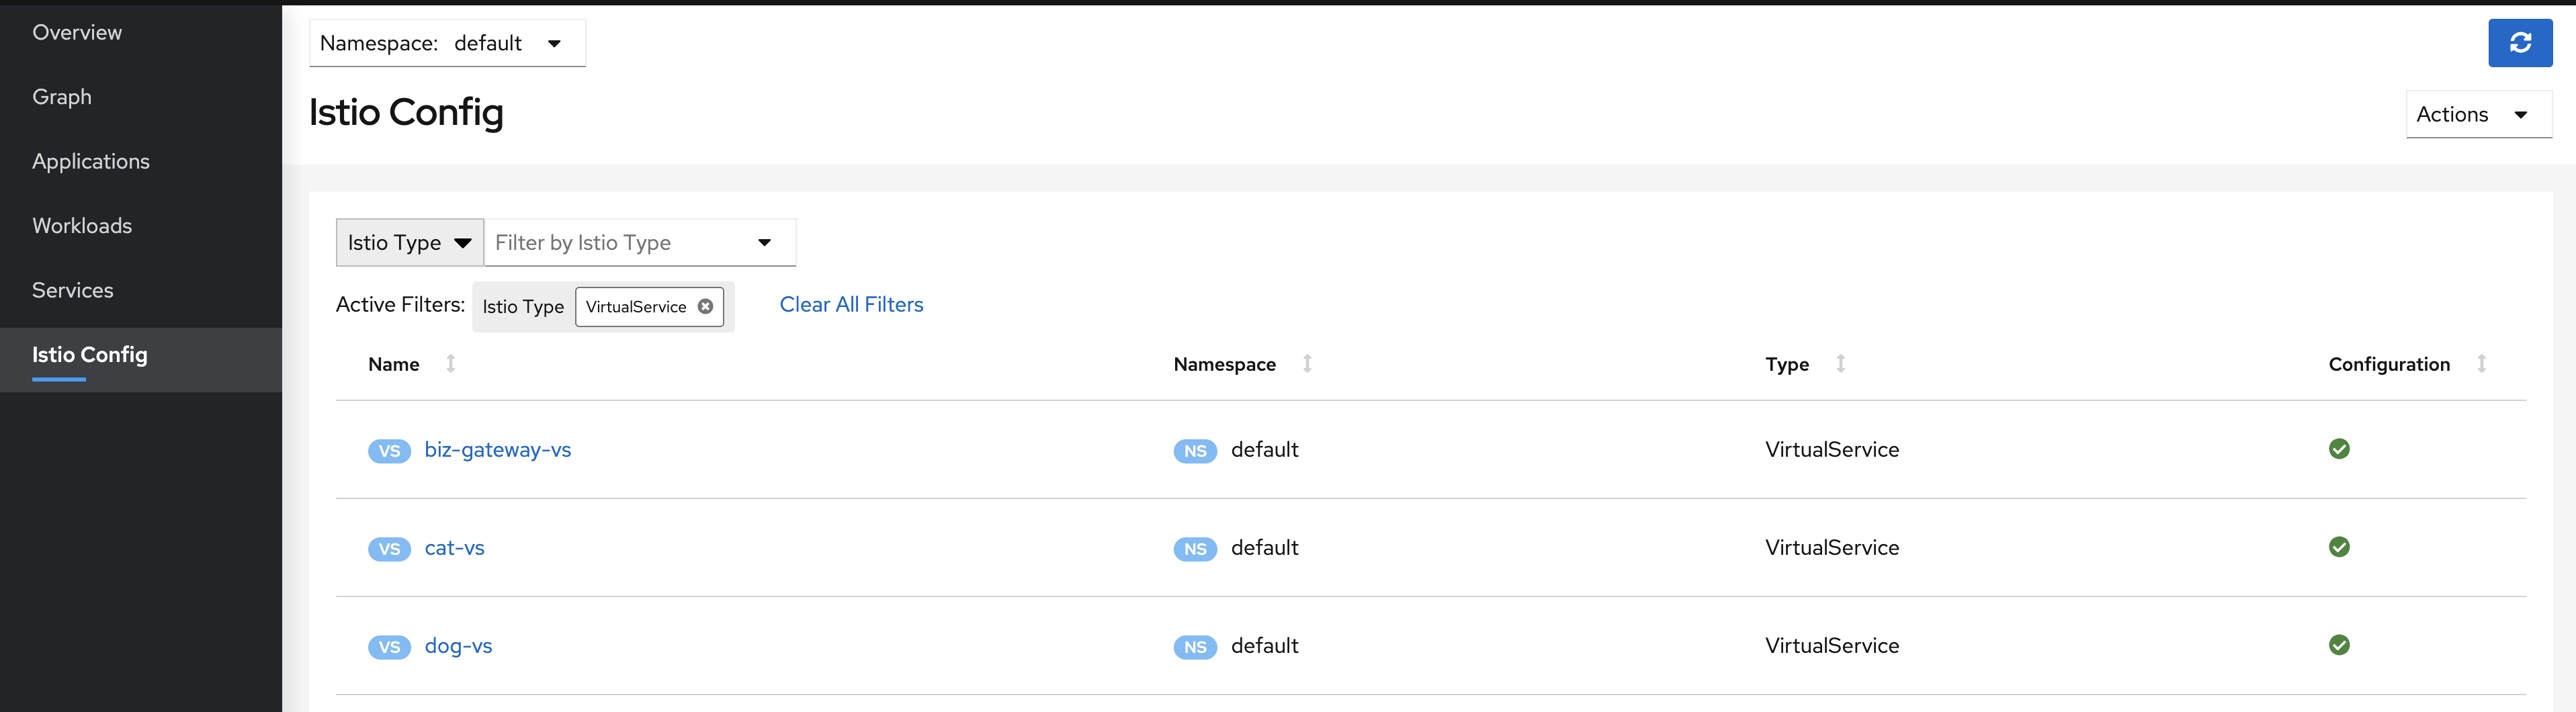 Overview
Graph
Applications
Workloads
Services
Istio Config
Namespace: default
Istio Config
Actions
Istio Type Filter by Istio Type
Active Filters: Istio Type VirtualService Clear All Filters
Name Namespace Type Configuration
VS biz-gateway-vs NS default VirtualService
VS cat-vs NS default VirtualService
VS dog-vs NS default VirtualService